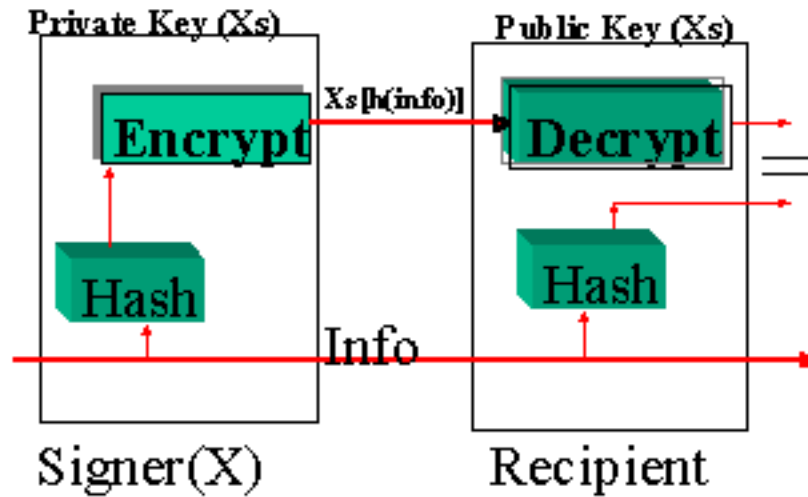 Private Key (Xs)
Public Key (Xs)
Encrypt
Xs[h(info)]
Decrypt
=
Hash
Hash
Info
Signer(X)
Recipient